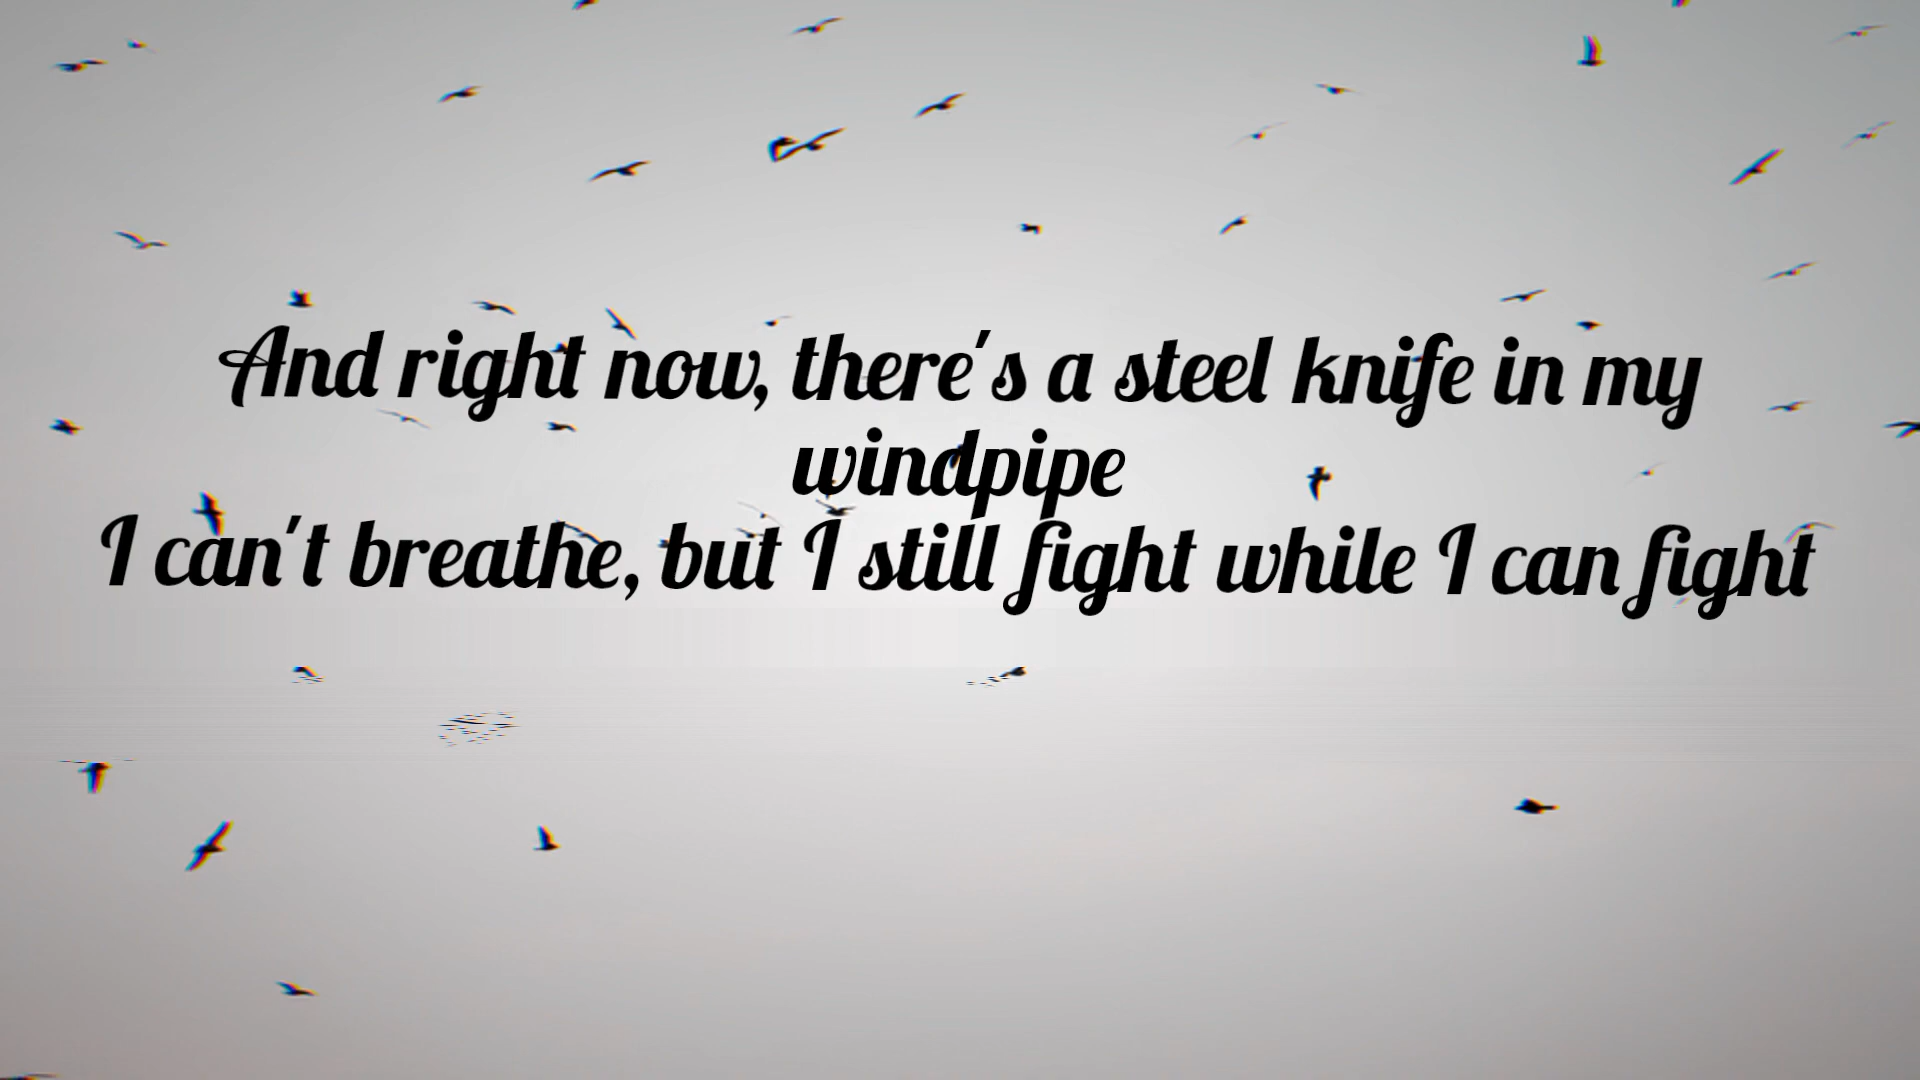 And right now, there's a steel knife in my
windpipe
I can't breathe, but I still fight while I can fight